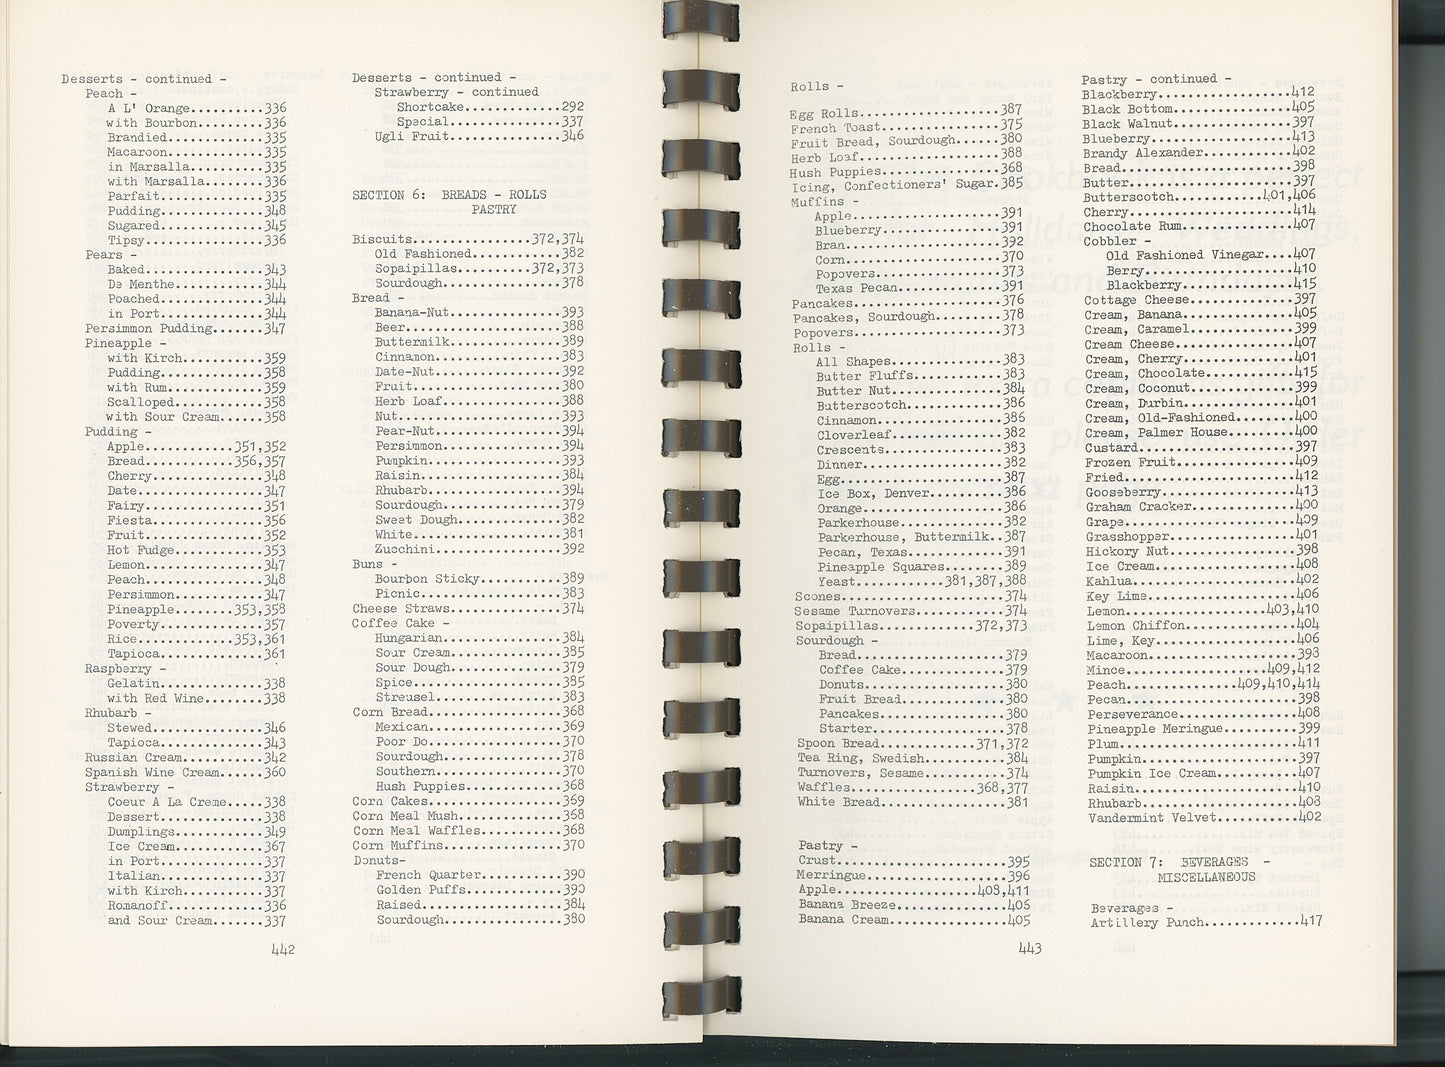 Desserts - continued -
Peach -
A L' Orange........336
with Bourbon.......336
Brandied...........335
Macaroon...........335
in Marsalla........335
with Marsalla......336
Parfait............335
Pudding............348
Sugared............345
Tipsy..............336
Pears -
Baked..............343
De Menthe..........344
Poached............344
in Port............344
Persimmon Pudding......347
Pineapple -
with Kirch.........359
Pudding............358
with Rum...........359
Scalloped..........358
with Sour Cream....358
Pudding -
Apple..........351,352
Bread..........356,357
Cherry.............348
Date...............347
Fairy..............351
Fiesta.............356
Fruit..............352
Hot Fudge..........353
Lemon..............347
Peach..............348
Persimmon..........347
Pineapple......353,358
Poverty............357
Rice...........353,361
Tapioca............361
Raspberry -
Gelatin............338
with Red Wine......338
Rhubarb -
Stewed.............346
Tapioca............343
Russian Cream..........342
Spanish Wine Cream.....360
Strawberry -
Coeur A La Creme...338
Dessert............338
Dumplings..........349
Ice Cream..........367
in Port............337
Italian............337
with Kirch.........337
Romanoff...........336
and Sour Cream.....337
442
Desserts - continued -
Strawberry - continued
Shortcake...........292
Special.............337
Ugli Fruit..............346
SECTION 6: BREADS - ROLLS
PASTRY
Biscuits..............372,374
Old Fashioned...........382
Sopaipillas.........372,373
Sourdough...............378
Bread -
Banana-Nut..............393
Beer....................388
Buttermilk..............389
Cinnamon................383
Date-Nut................392
Fruit...................380
Herb Loaf...............388
Nut.....................393
Pear-Nut................394
Persimmon...............394
Pumpkin.................393
Raisin..................384
Rhubarb.................394
Sourdough...............379
Sweet Dough.............382
White...................381
Zucchini................392
Buns -
Bourbon Sticky..........389
Picnic..................383
Cheese Straws..............374
Coffee Cake -
Hungarian...............384
Sour Cream..............385
Sour Dough..............379
Spice...................385
Streusel................383
Corn Bread.................368
Mexican.................369
Poor Do.................370
Sourdough...............378
Southern................370
Hush Puppies............368
Corn Cakes.................369
Corn Meal Mush.............368
Corn Meal Waffles..........368
Corn Muffins...............370
Donuts-
French Quarter..........390
Golden Puffs............390
Raised..................384
Sourdough...............380
Rolls -
Egg Rolls..................387
French Toast...............375
Fruit Bread, Sourdough.....380
Herb Loaf..................388
Hush Puppies...............368
Icing, Confectioners' Sugar.385
Muffins -
Apple...................391
Blueberry...............391
Bran....................392
Corn....................370
Popovers................373
Texas Pecan.............391
Pancakes...................376
Pancakes, Sourdough........378
Popovers...................373
Rolls -
All Shapes..............383
Butter Fluffs...........383
Butter Nut..............384
Butterscotch............386
Cinnamon................386
Cloverleaf..............382
Crescents...............383
Dinner..................382
Egg.....................387
Ice Box, Denver.........386
Orange..................386
Parkerhouse.............382
Parkerhouse, Buttermilk..387
Pecan, Texas............391
Pineapple Squares.......389
Yeast...........381,387,388
Scones.....................374
Sesame Turnovers...........374
Sopaipillas............372,373
Sourdough -
Bread...................379
Coffee Cake.............379
Donuts..................380
Fruit Bread.............380
Pancakes................380
Starter.................378
Spoon Bread............371,372
Tea Ring, Swedish..........384
Turnovers, Sesame..........374
Waffles................368,377
White Bread................381
Pastry -
Crust......................395
Merringue..................396
Apple..................408,411
Banana Breeze..............406
Banana Cream...............405
443
Pastry - continued -
Blackberry.................412
Black Bottom...............405
Black Walnut...............397
Blueberry..................413
Brandy Alexander...........402
Bread......................398
Butter.....................397
Butterscotch...........401,406
Cherry.....................414
Chocolate Rum..............407
Cobbler -
Old Fashioned Vinegar....407
Berry...................410
Blackberry..............415
Cottage Cheese.............397
Cream, Banana..............405
Cream, Caramel.............399
Cream Cheese...............407
Cream, Cherry..............401
Cream, Chocolate...........415
Cream, Coconut.............399
Cream, Durbin..............401
Cream, Old-Fashioned.......400
Cream, Palmer House........400
Custard....................397
Frozen Fruit...............409
Fried......................412
Gooseberry.................413
Graham Cracker.............400
Grape......................409
Grasshopper................401
Hickory Nut................398
Ice Cream..................408
Kahlua.....................402
Key Lime...................406
Lemon..................403,410
Lemon Chiffon..............404
Lime, Key..................406
Macaroon...................398
Mince..................409,412
Peach..............409,410,414
Pecan......................398
Perseverance...............408
Pineapple Meringue.........399
Plum.......................411
Pumpkin....................397
Pumpkin Ice Cream..........407
Raisin.....................410
Rhubarb....................408
Vandermint Velvet..........402
SECTION 7: BEVERAGES -
MISCELLANEOUS
Beverages -
Artillery Punch............417